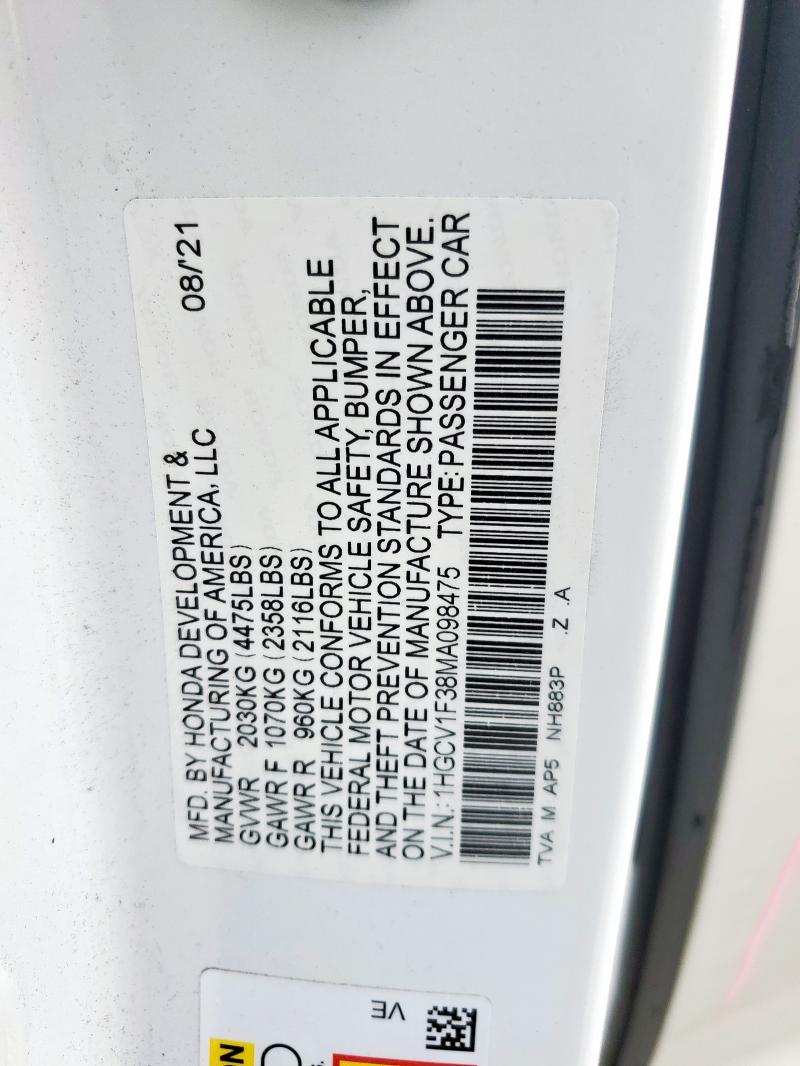 MFD. BY HONDA DEVELOPMENT &
MANUFACTURING OF AMERICA, LLC 08/'21
GVWR 2030KG (4475LBS)
GAWR F 1070KG (2358LBS)
GAWR R 960KG (2116LBS)
THIS VEHICLE CONFORMS TO ALL APPLICABLE
FEDERAL MOTOR VEHICLE SAFETY, BUMPER,
AND THEFT PREVENTION STANDARDS IN EFFECT
ON THE DATE OF MANUFACTURE SHOWN ABOVE.
V.I.N.: 1HGCV1F38MA098475 TYPE: PASSENGER CAR
TVA M AP5 NH883P .Z .A
VE